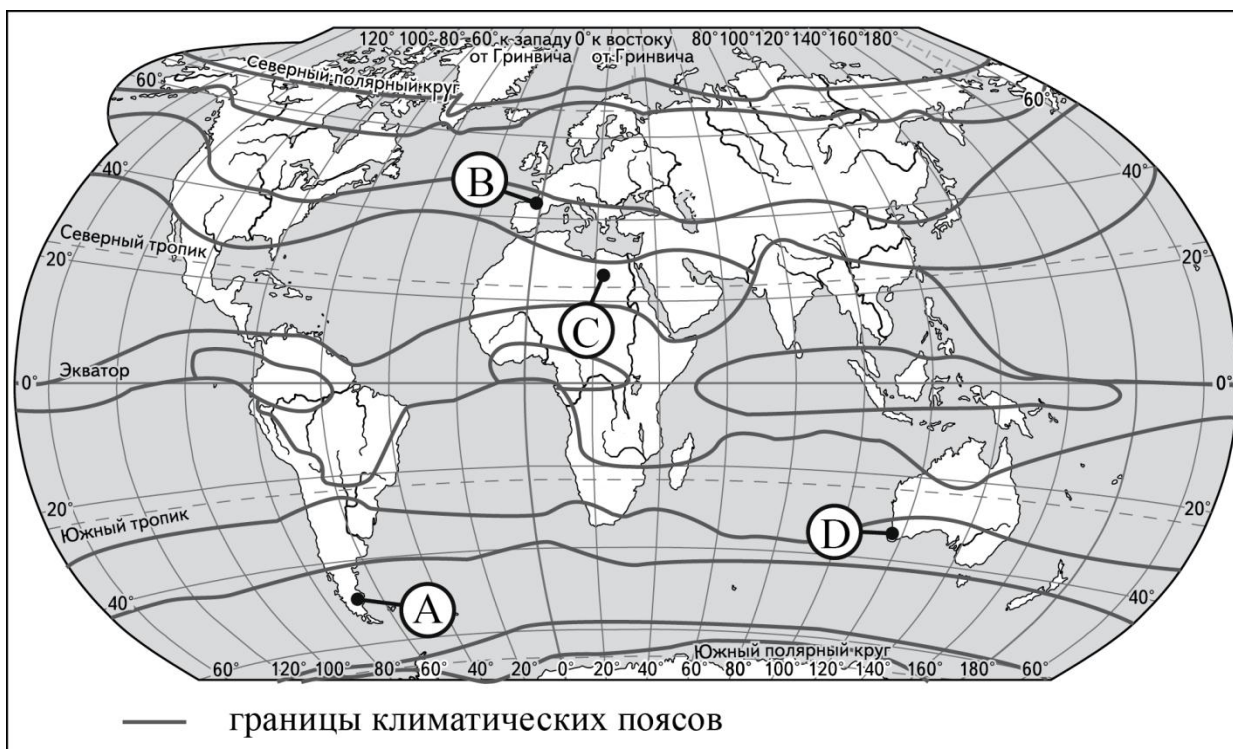 120° 100° 80° 60° к западу 0° к востоку 80° 100° 120° 140° 160° 180°
от Гринвича от Гринвича
Северный полярный круг
60° 60°
B
40° 40°
Северный тропик
20° 20°
C
Экватор
0° 0°
20° 20°
Южный тропик
D
40° 40°
A
Южный полярный круг
60° 120° 100° 80° 60° 40° 20° 0° 20° 40° 60° 80° 100° 120° 140° 160° 180° 60°
границы климатических поясов